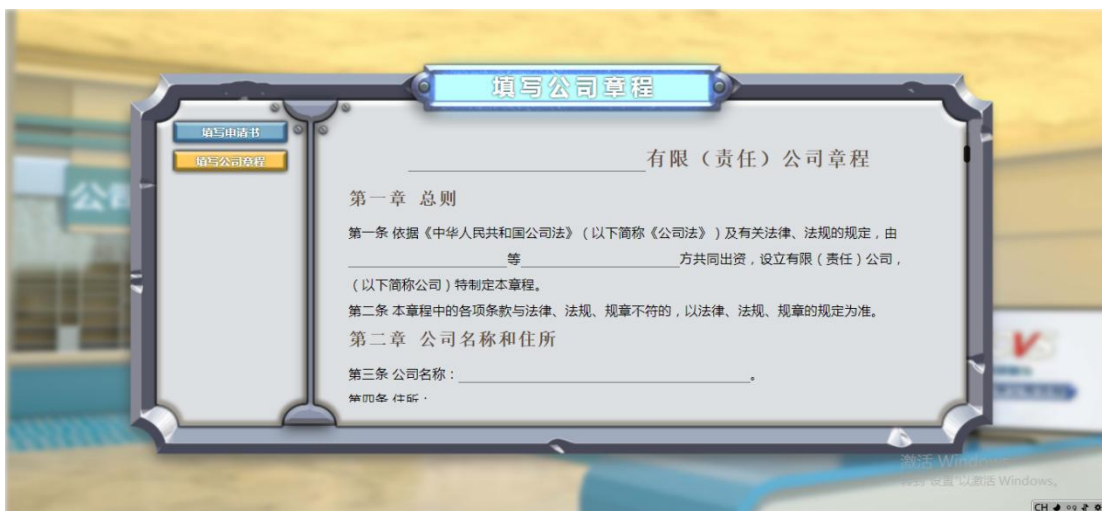 填写公司章程
填写申请书
填写公司章程
有限（责任）公司章程
第一章 总则
第一条 依据《中华人民共和国公司法》（以下简称《公司法》）及有关法律、法规的规定，由
等 方共同出资，设立有限（责任）公司，
（以下简称公司）特制定本章程。
第二条 本章程中的各项条款与法律、法规、规章不符的，以法律、法规、规章的规定为准。
第二章 公司名称和住所
第三条 公司名称： 。
第四条 住所：
VS
激活 Windows
CH